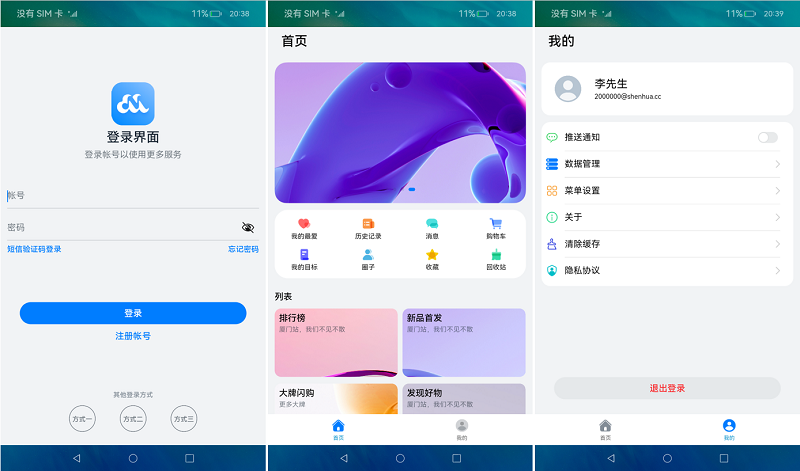 没有 SIM 卡
11%
20:38
登录界面
登录帐号以使用更多服务
帐号
密码
短信验证码登录
忘记密码
登录
注册帐号
其他登录方式
方式一
方式二
方式三
没有 SIM 卡
11%
20:38
首页
我的最爱
历史记录
消息
购物车
我的目标
圈子
收藏
回收站
列表
排行榜
厦门站，我们不见不散
新品首发
厦门站，我们不见不散
大牌闪购
更多大牌
发现好物
厦门站，我们不见不散
首页
我的
没有 SIM 卡
11%
20:39
我的
李先生
2000000@shenhua.cc
推送通知
数据管理
菜单设置
关于
清除缓存
隐私协议
退出登录
首页
我的